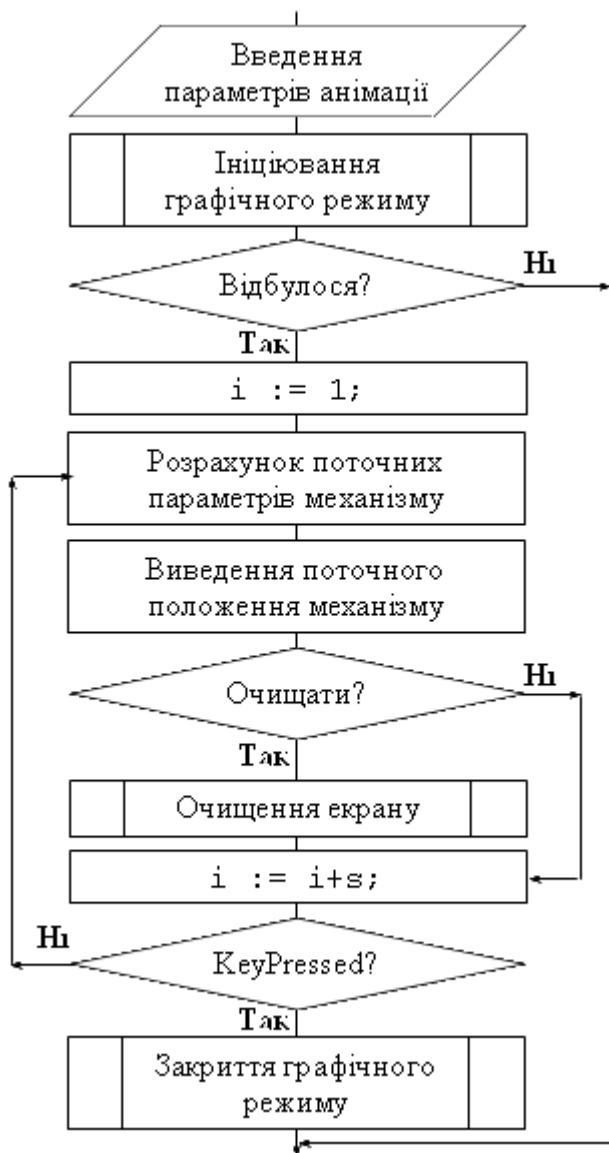 Введення
параметрів анімації
Ініціювання
графічного режиму
Відбулося?
Ні
Так
i := 1;
Розрахунок поточних
параметрів механізму
Виведення поточного
положення механізму
Очищати?
Ні
Так
Очищення екрану
i := i+s;
Ні
KeyPressed?
Так
Закриття графічного
режиму